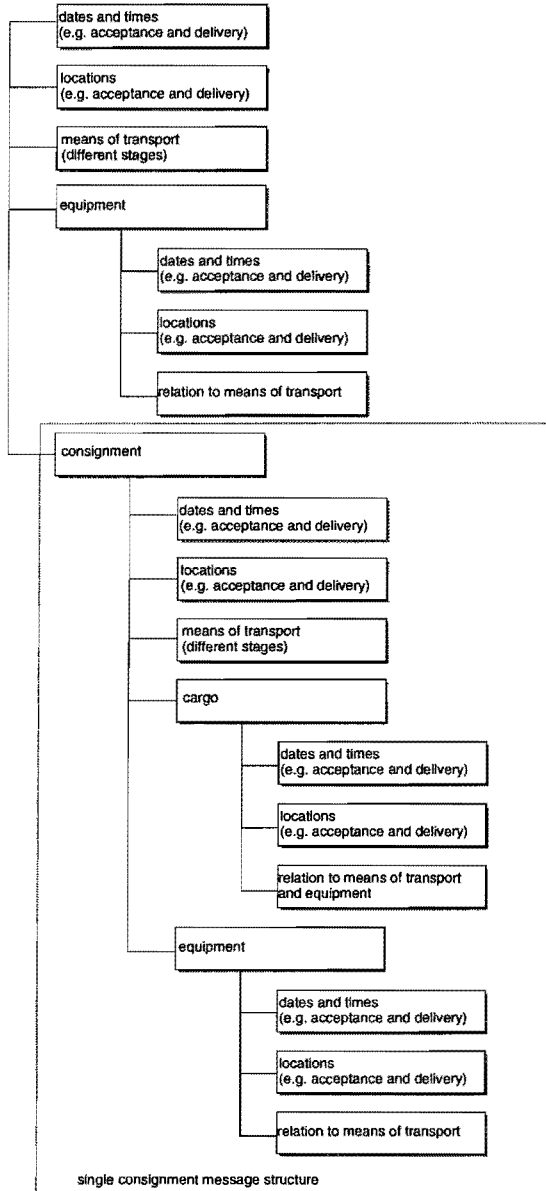 dates and times
(e.g. acceptance and delivery)
locations
(e.g. acceptance and delivery)
means of transport
(different stages)
equipment
dates and times
(e.g. acceptance and delivery)
locations
(e.g. acceptance and delivery)
relation to means of transport
consignment
dates and times
(e.g. acceptance and delivery)
locations
(e.g. acceptance and delivery)
means of transport
(different stages)
cargo
dates and times
(e.g. acceptance and delivery)
locations
(e.g. acceptance and delivery)
relation to means of transport
and equipment
equipment
dates and times
(e.g. acceptance and delivery)
locations
(e.g. acceptance and delivery)
relation to means of transport
single consignment message structure